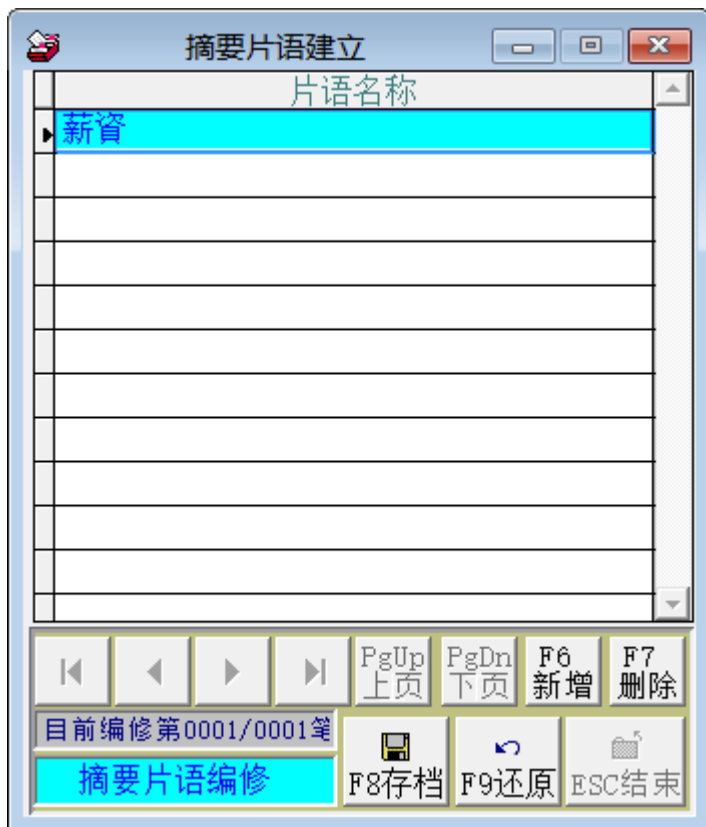 摘要片语建立
片语名称
薪資
PgUp 上页
PgDn 下页
F6 新增
F7 删除
目前编修第0001/0001笔
摘要片语编修
F8存档
F9还原
ESC结束